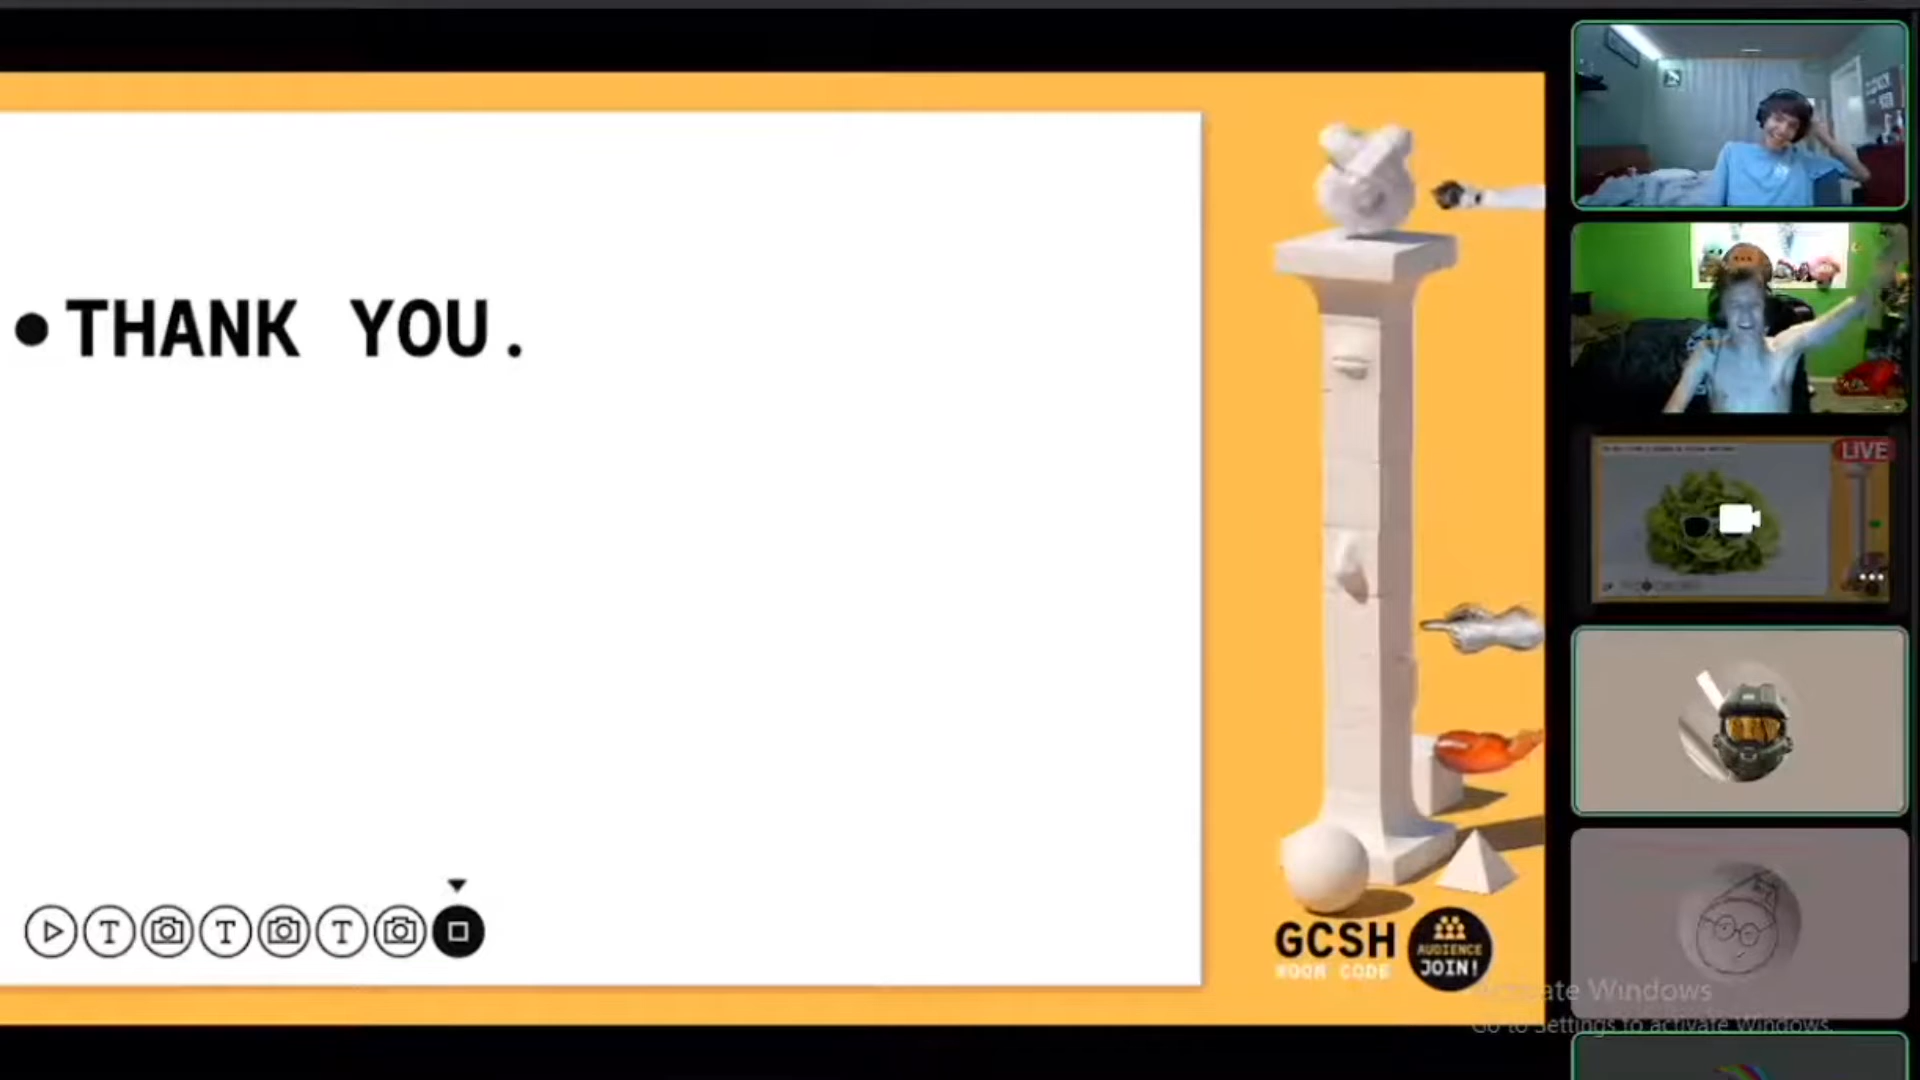 • THANK YOU.
T T T
GCSH
ROOM CODE
AUDIENCE
JOIN!
LIVE
Activate Windows
Go to Settings to activate Windows.